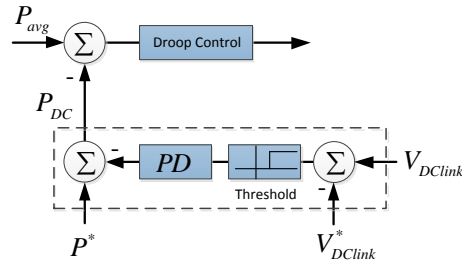 P_avg
∑
Droop Control
-
P_DC
∑
-
PD
Threshold
∑
-
V_DClink
P^*
V^*_DClink